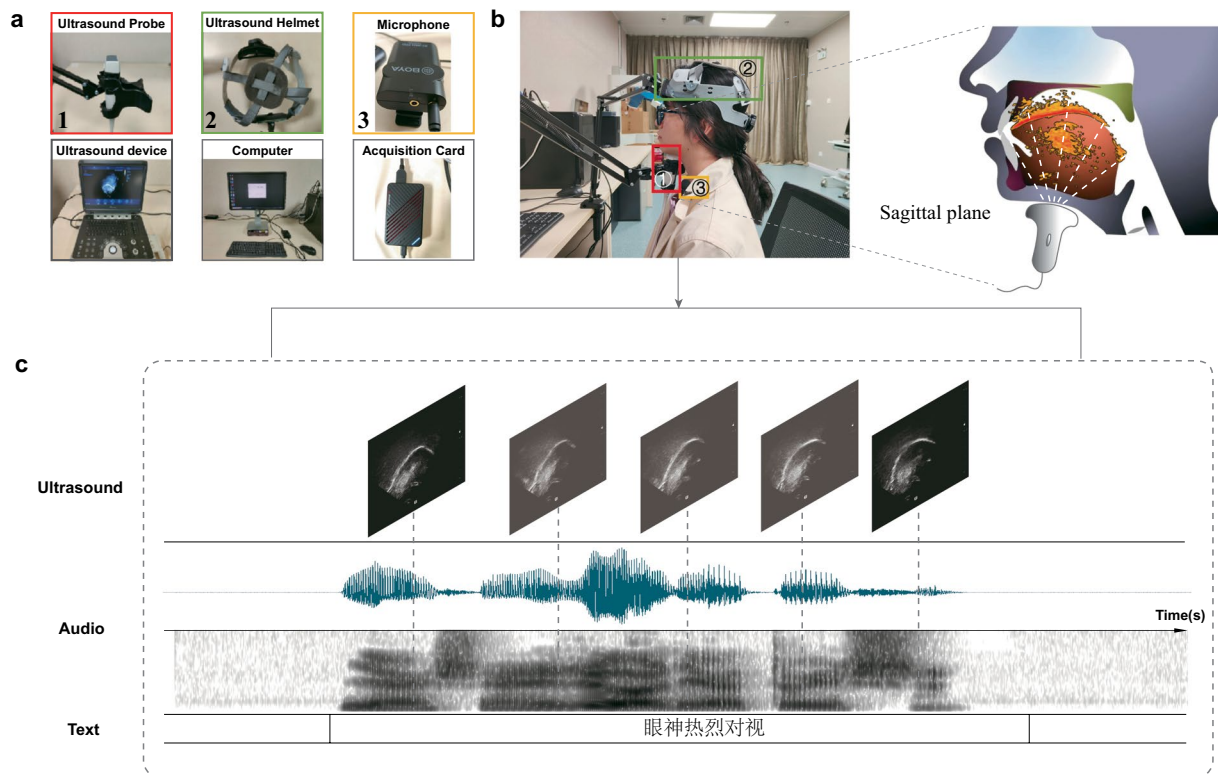 a
Ultrasound Probe
Ultrasound Helmet
Microphone
1
2
3
BOYA
Ultrasound device
Computer
Acquisition Card
b
②
①
③
Sagittal plane
c
Ultrasound
Audio
Time(s)
Text
眼神热烈对视